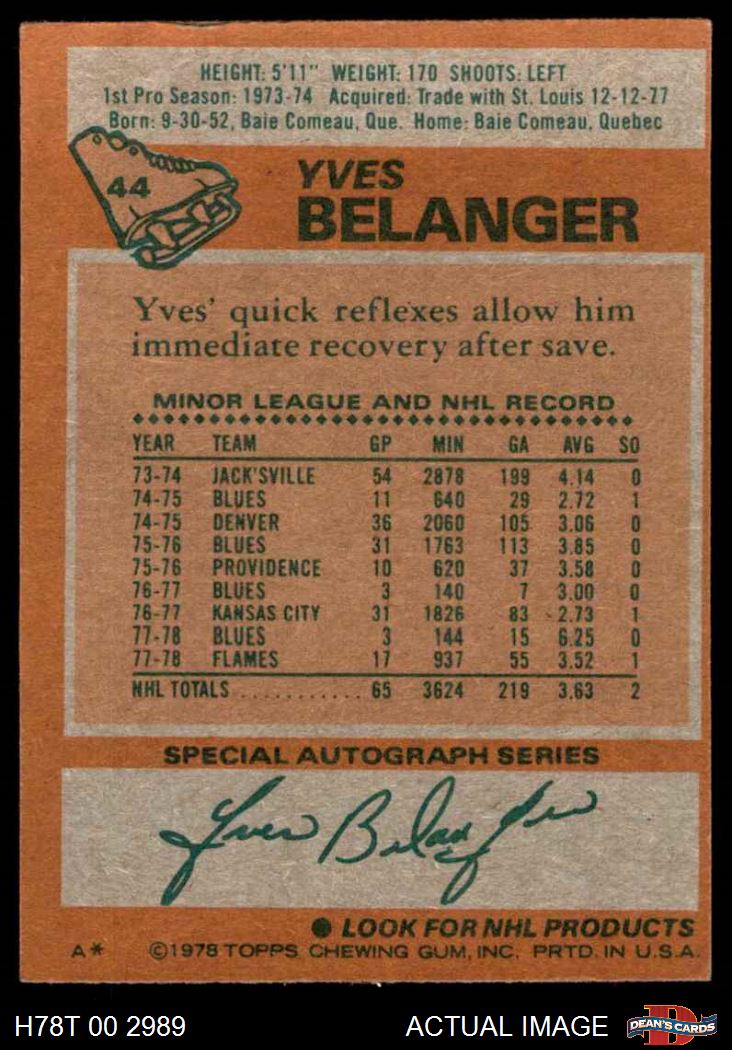 HEIGHT: 5'11" WEIGHT: 170 SHOOTS: LEFT
1st Pro Season: 1973-74 Acquired: Trade with St. Louis 12-12-77
Born: 9-30-52, Baie Comeau, Que. Home: Baie Comeau, Quebec
44
YVES
BELANGER
Yves' quick reflexes allow him
immediate recovery after save.
MINOR LEAGUE AND NHL RECORD
YEAR TEAM GP MIN GA AVG SO
73-74 JACK'SVILLE 54 2878 199 4.14 0
74-75 BLUES 11 640 29 2.72 1
74-75 DENVER 36 2060 105 3.06 0
75-76 BLUES 31 1763 113 3.85 0
75-76 PROVIDENCE 10 620 37 3.58 0
76-77 BLUES 3 140 7 3.00 0
76-77 KANSAS CITY 31 1826 83 2.73 1
77-78 BLUES 3 144 15 6.25 0
77-78 FLAMES 17 937 55 3.52 1
NHL TOTALS ............ 65 3624 219 3.63 2
SPECIAL AUTOGRAPH SERIES
Yves Belanger
● LOOK FOR NHL PRODUCTS
A* ©1978 TOPPS CHEWING GUM, INC. PRTD. IN U.S.A.
H78T 00 2989 ACTUAL IMAGE DEAN'S CARDS